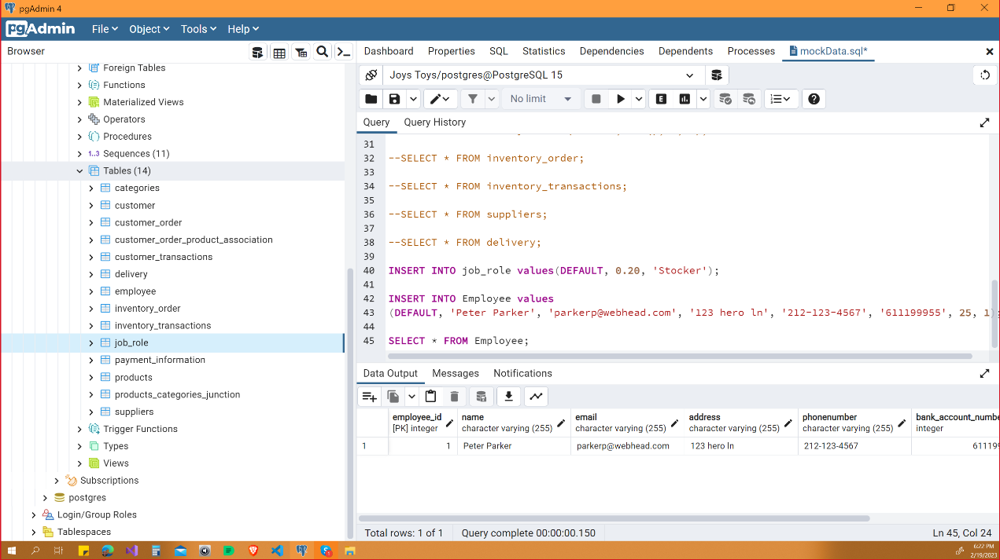 pgAdmin 4
pgAdmin File Object Tools Help
Browser
Dashboard Properties SQL Statistics Dependencies Dependents Processes mockData.sql*
Foreign Tables
Functions
Materialized Views
Operators
Procedures
1..3 Sequences (11)
Tables (14)
categories
customer
customer_order
customer_order_product_association
customer_transactions
delivery
employee
inventory_order
inventory_transactions
job_role
payment_information
products
products_categories_junction
suppliers
Trigger Functions
Types
Views
Subscriptions
postgres
Login/Group Roles
Tablespaces
Joys Toys/postgres@PostgreSQL 15
No limit
E
Query Query History
31
32 --SELECT * FROM inventory_order;
33
34 --SELECT * FROM inventory_transactions;
35
36 --SELECT * FROM suppliers;
37
38 --SELECT * FROM delivery;
39
40 INSERT INTO job_role values(DEFAULT, 0.20, 'Stocker');
41
42 INSERT INTO Employee values
43 (DEFAULT, 'Peter Parker', 'parkerp@webhead.com', '123 hero ln', '212-123-4567', '611199955', 25, 1);
44
45 SELECT * FROM Employee;
Data Output Messages Notifications
employee_id name email address phonenumber bank_account_numbe
[PK] integer character varying (255) character varying (255) character varying (255) character varying (255) integer
1 1 Peter Parker parkerp@webhead.com 123 hero ln 212-123-4567 611199
Total rows: 1 of 1 Query complete 00:00:00.150 Ln 45, Col 24
6:22 PM
2/19/2023